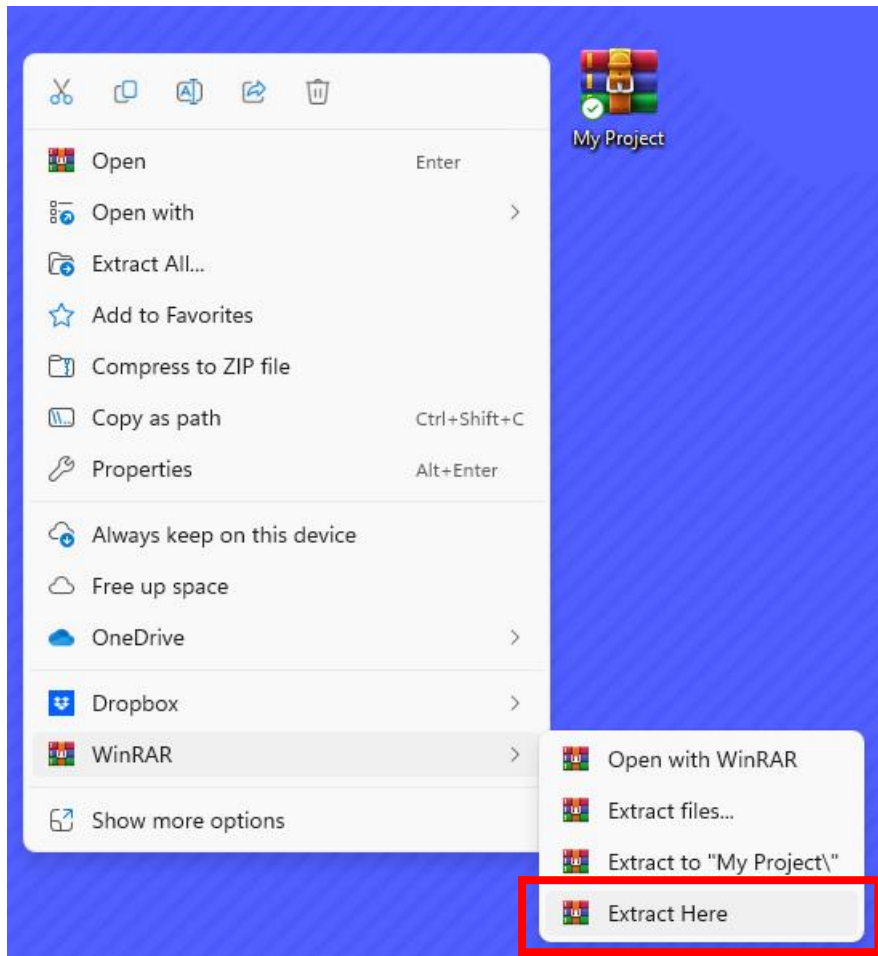 My Project
Open Enter
Open with
Extract All...
Add to Favorites
Compress to ZIP file
Copy as path Ctrl+Shift+C
Properties Alt+Enter
Always keep on this device
Free up space
OneDrive
Dropbox
WinRAR
Show more options
Open with WinRAR
Extract files...
Extract to "My Project\"
Extract Here